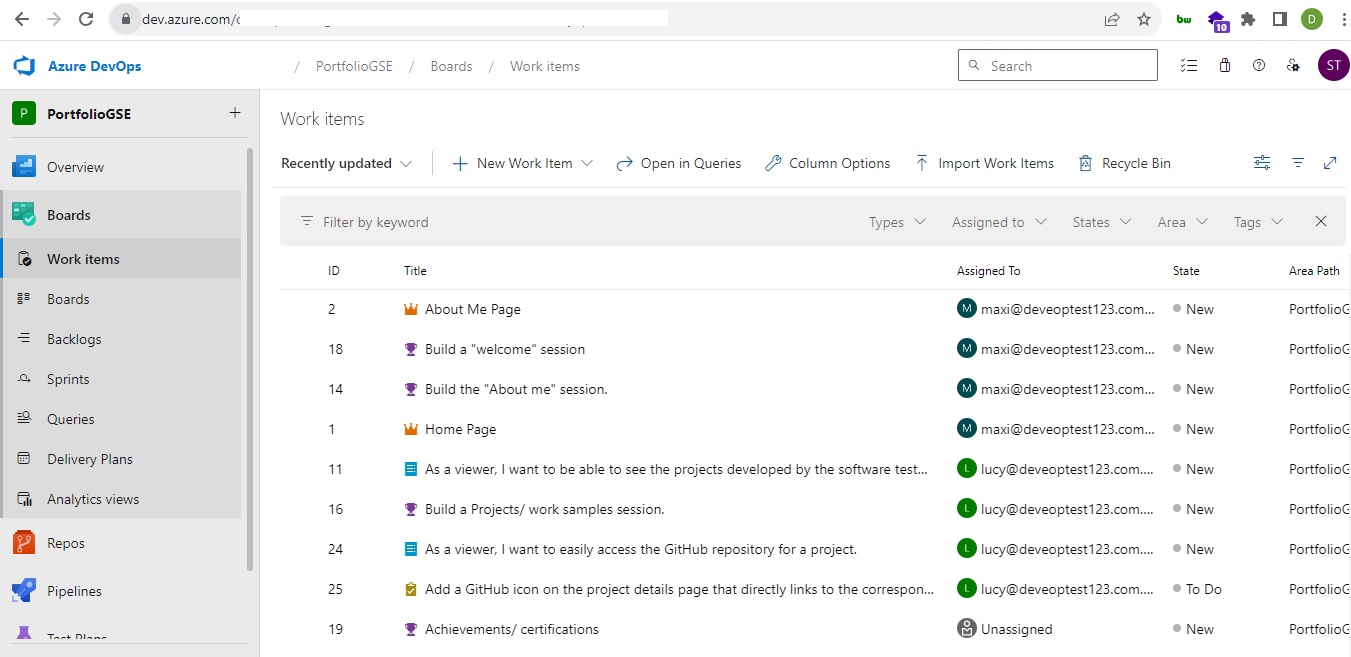 dev.azure.com/
bw
10
D
Azure DevOps
/ PortfolioGSE / Boards / Work items
Search
ST
P PortfolioGSE +
Overview
Boards
Work items
Boards
Backlogs
Sprints
Queries
Delivery Plans
Analytics views
Repos
Pipelines
Test Plans
Work items
Recently updated New Work Item Open in Queries Column Options Import Work Items Recycle Bin
Filter by keyword Types Assigned to States Area Tags
ID Title Assigned To State Area Path
2 About Me Page M maxi@deveoptest123.com... New PortfolioG
18 Build a "welcome" session M maxi@deveoptest123.com... New PortfolioG
14 Build the "About me" session. M maxi@deveoptest123.com... New PortfolioG
1 Home Page M maxi@deveoptest123.com... New PortfolioG
11 As a viewer, I want to be able to see the projects developed by the software test... L lucy@deveoptest123.com.... New PortfolioG
16 Build a Projects/ work samples session. L lucy@deveoptest123.com.... New PortfolioG
24 As a viewer, I want to easily access the GitHub repository for a project. L lucy@deveoptest123.com.... New PortfolioG
25 Add a GitHub icon on the project details page that directly links to the correspon... L lucy@deveoptest123.com.... To Do PortfolioG
19 Achievements/ certifications Unassigned New PortfolioG